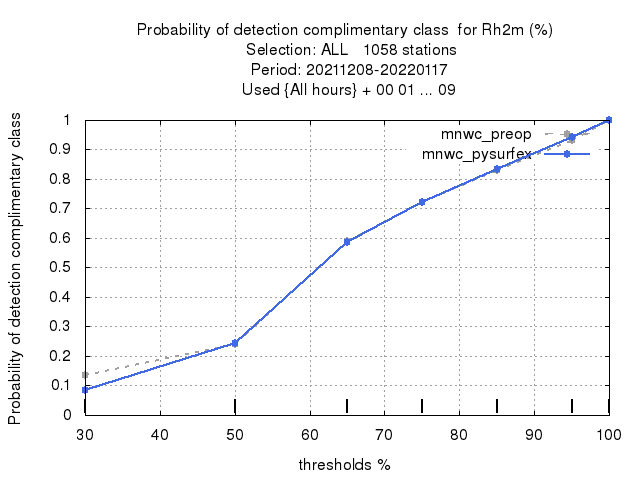 Probability of detection complimentary class  for Rh2m (%)
Selection: ALL   1058 stations
Period: 20211208-20220117
Used {All hours} + 00 01 ... 09
Probability of detection complimentary class
1
0.9
0.8
0.7
0.6
0.5
0.4
0.3
0.2
0.1
0
mnwc_preop
mnwc_pysurfex
30 40 50 60 70 80 90 100
thresholds %